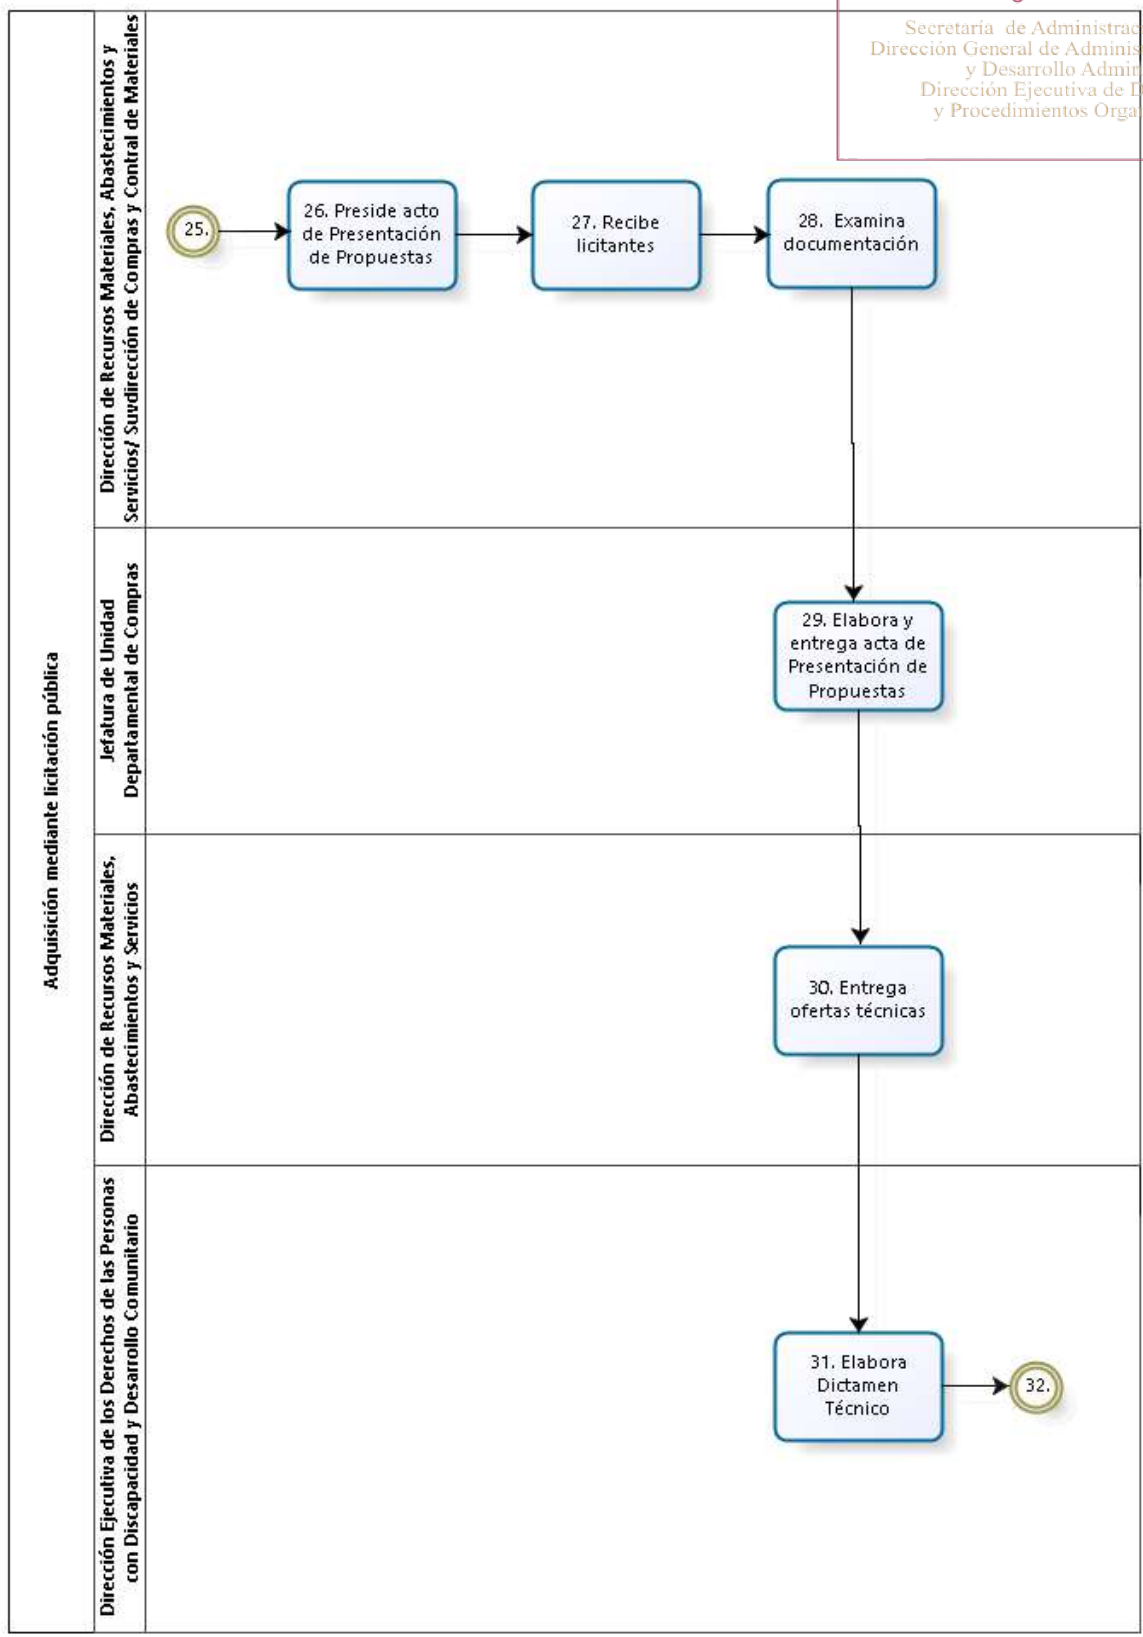 Secretaría de Administrac
Dirección General de Adminis
y Desarrollo Admin
Dirección Ejecutiva de D
y Procedimientos Orga
Adquisición mediante licitación pública
Dirección de Recursos Materiales, Abastecimientos y
Servicios/ Suvdirección de Compras y Contral de Materiales
25.
26. Preside acto
de Presentación
de Propuestas
27. Recibe
licitantes
28. Examina
documentación
Jefatura de Unidad
Departamental de Compras
29. Elabora y
entrega acta de
Presentación de
Propuestas
Dirección de Recursos Materiales,
Abastecimientos y Servicios
30. Entrega
ofertas técnicas
Dirección Ejecutiva de los Derechos de las Personas
con Discapacidad y Desarrollo Comunitario
31. Elabora
Dictamen
Técnico
32.